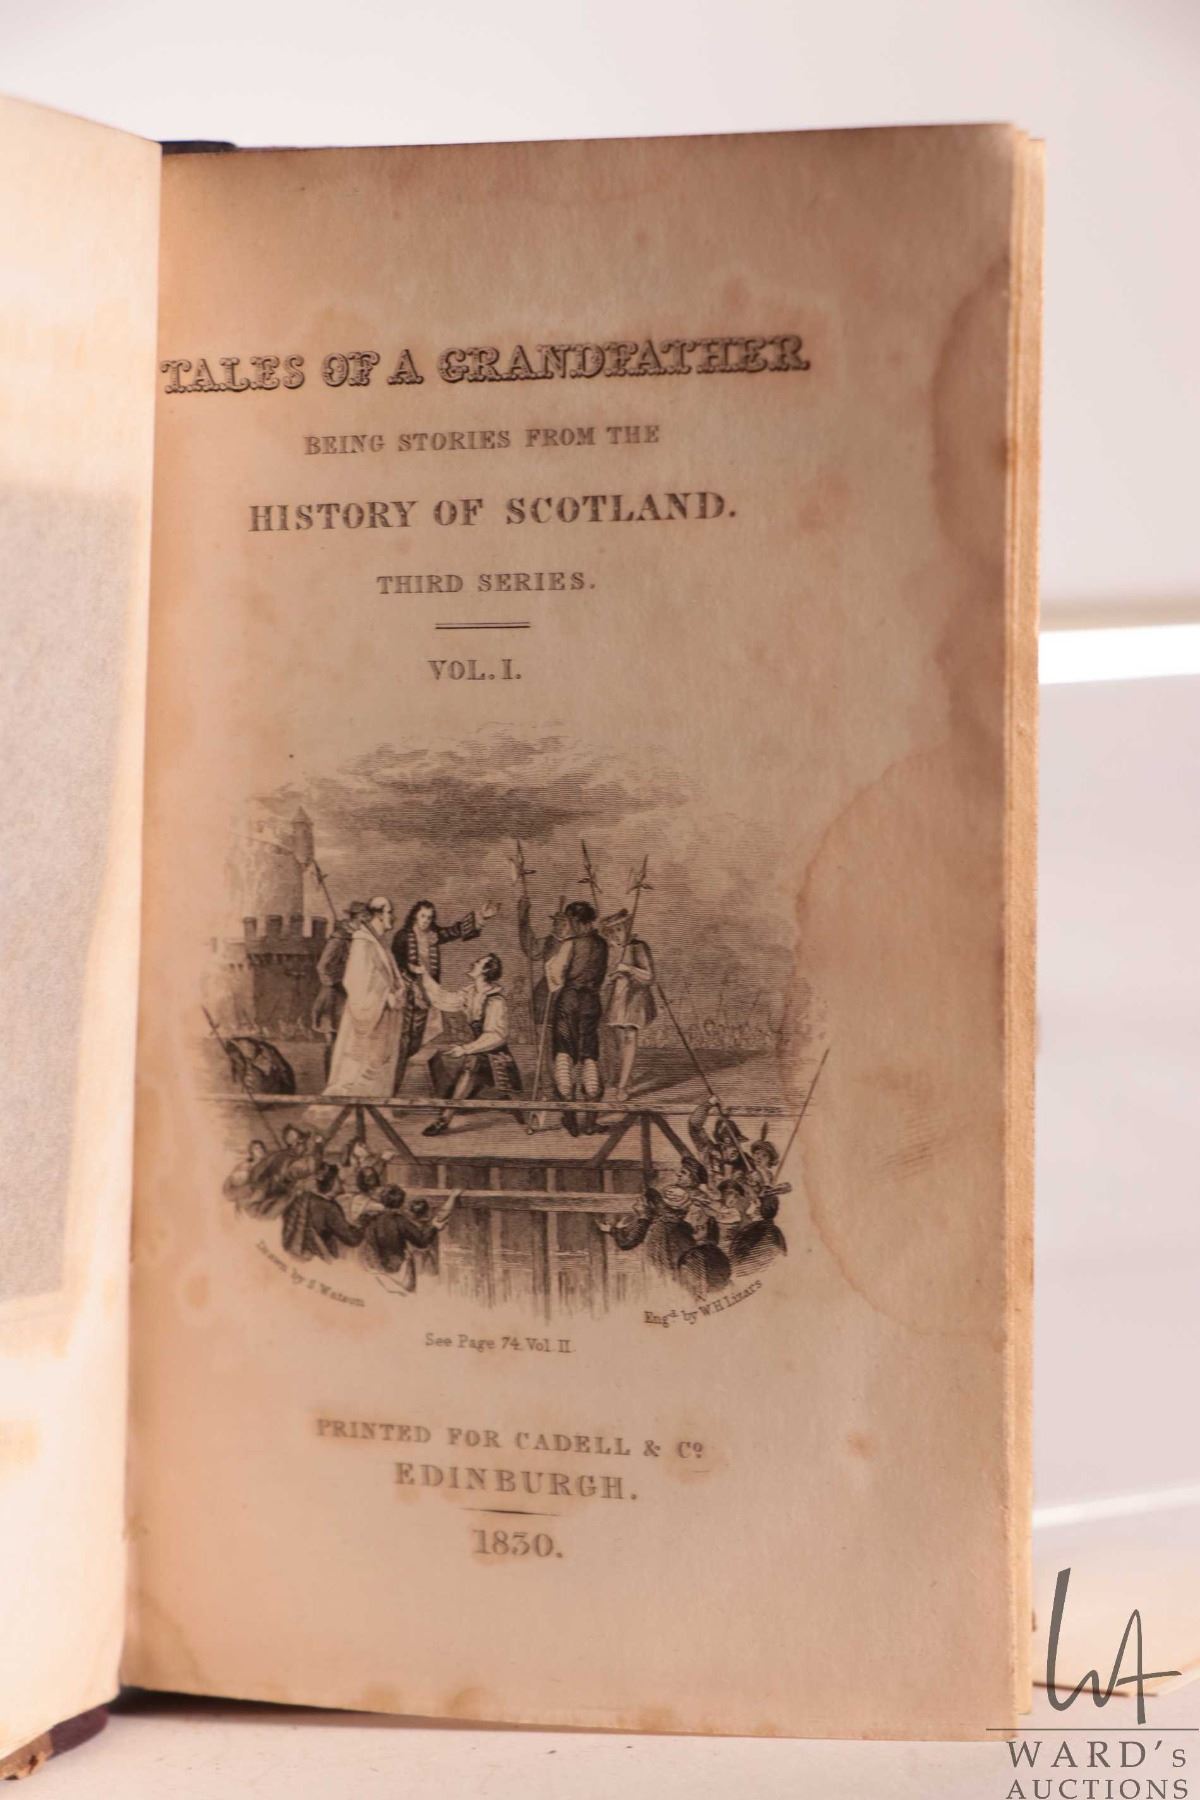 TALES OF A GRANDFATHER
BEING STORIES FROM THE
HISTORY OF SCOTLAND.
THIRD SERIES.
VOL. I.
Drawn by S. Watson
Engd. by W.H Lizars
See Page 74. Vol. II.
PRINTED FOR CADELL & Co
EDINBURGH.
1830.
WA
WARD'S
AUCTIONS